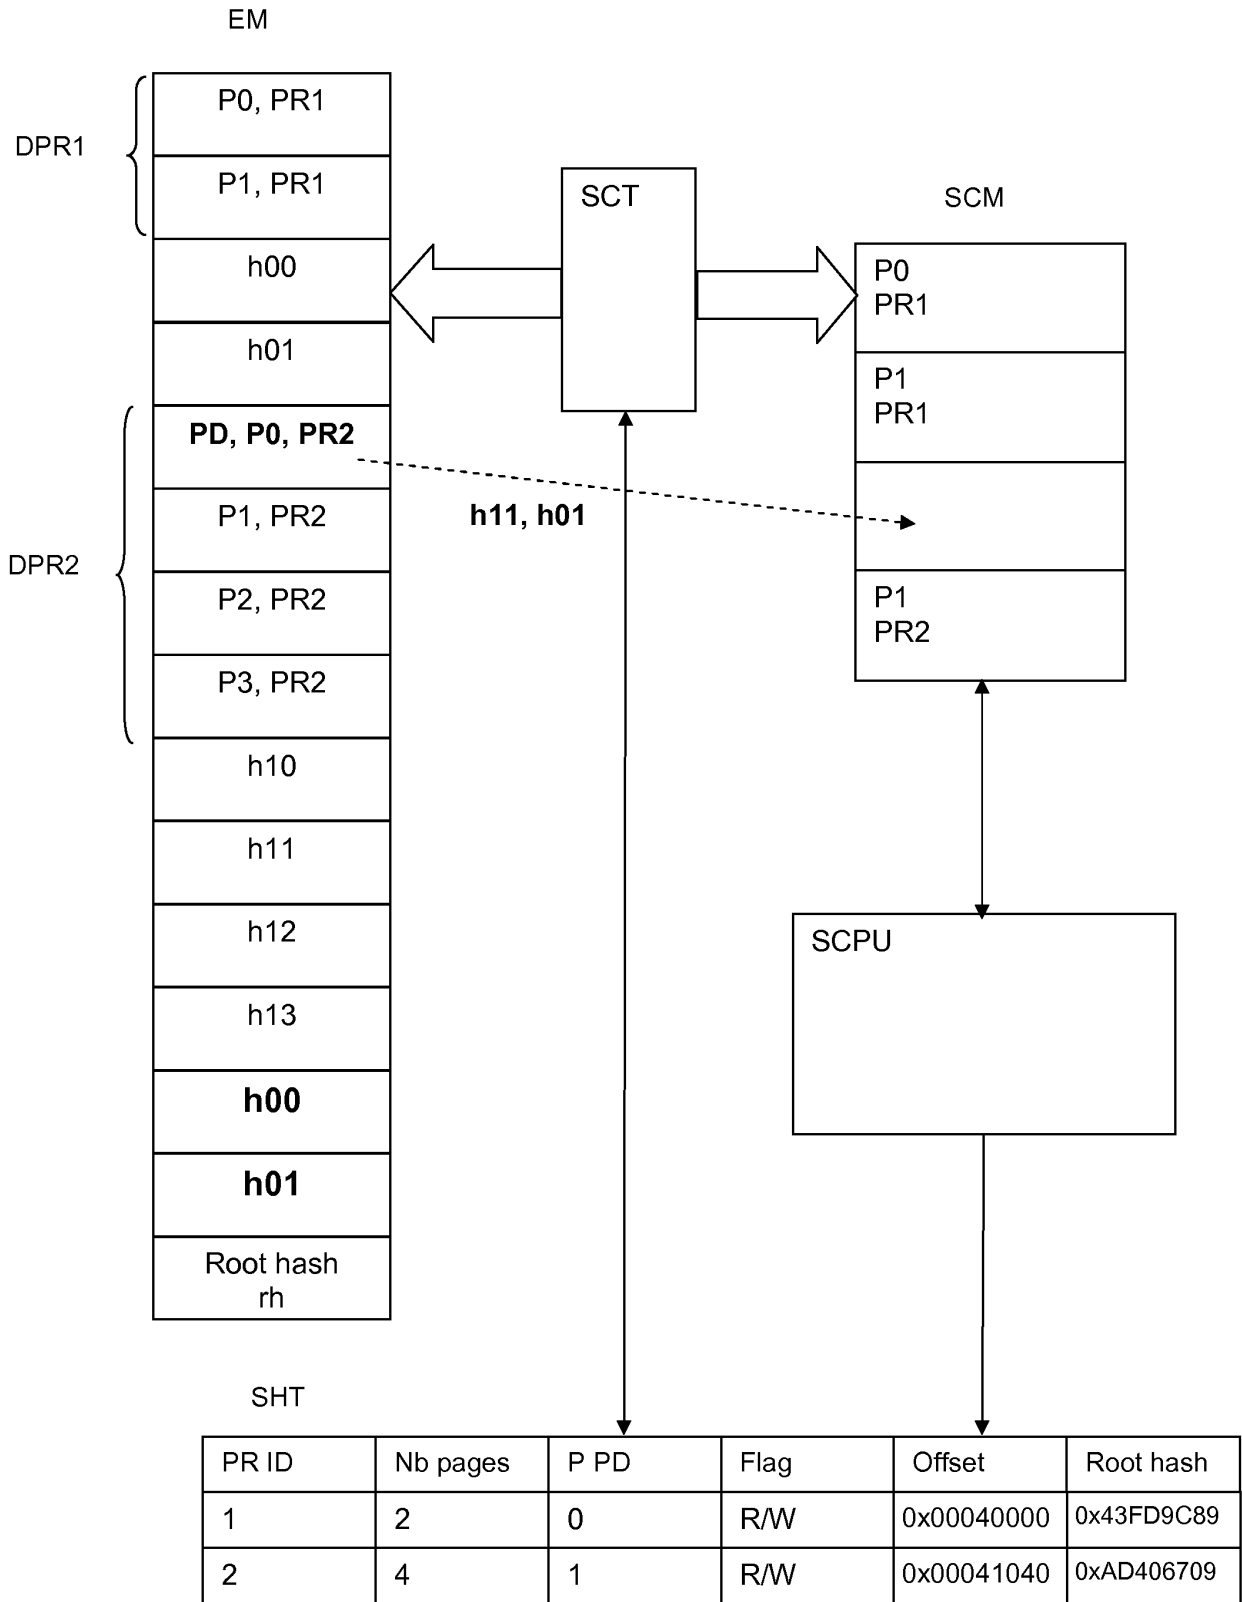 EM
P0, PR1
DPR1
P1, PR1
SCT
SCM
h00
P0
PR1
h01
P1
PR1
PD, P0, PR2
P1, PR2
h11, h01
DPR2
P2, PR2
P1
PR2
P3, PR2
h10
h11
h12
SCPU
h13
h00
h01
Root hash
rh
SHT
PR ID Nb pages P PD Flag Offset Root hash
1 2 0 R/W 0x00040000 0x43FD9C89
2 4 1 R/W 0x00041040 0xAD406709